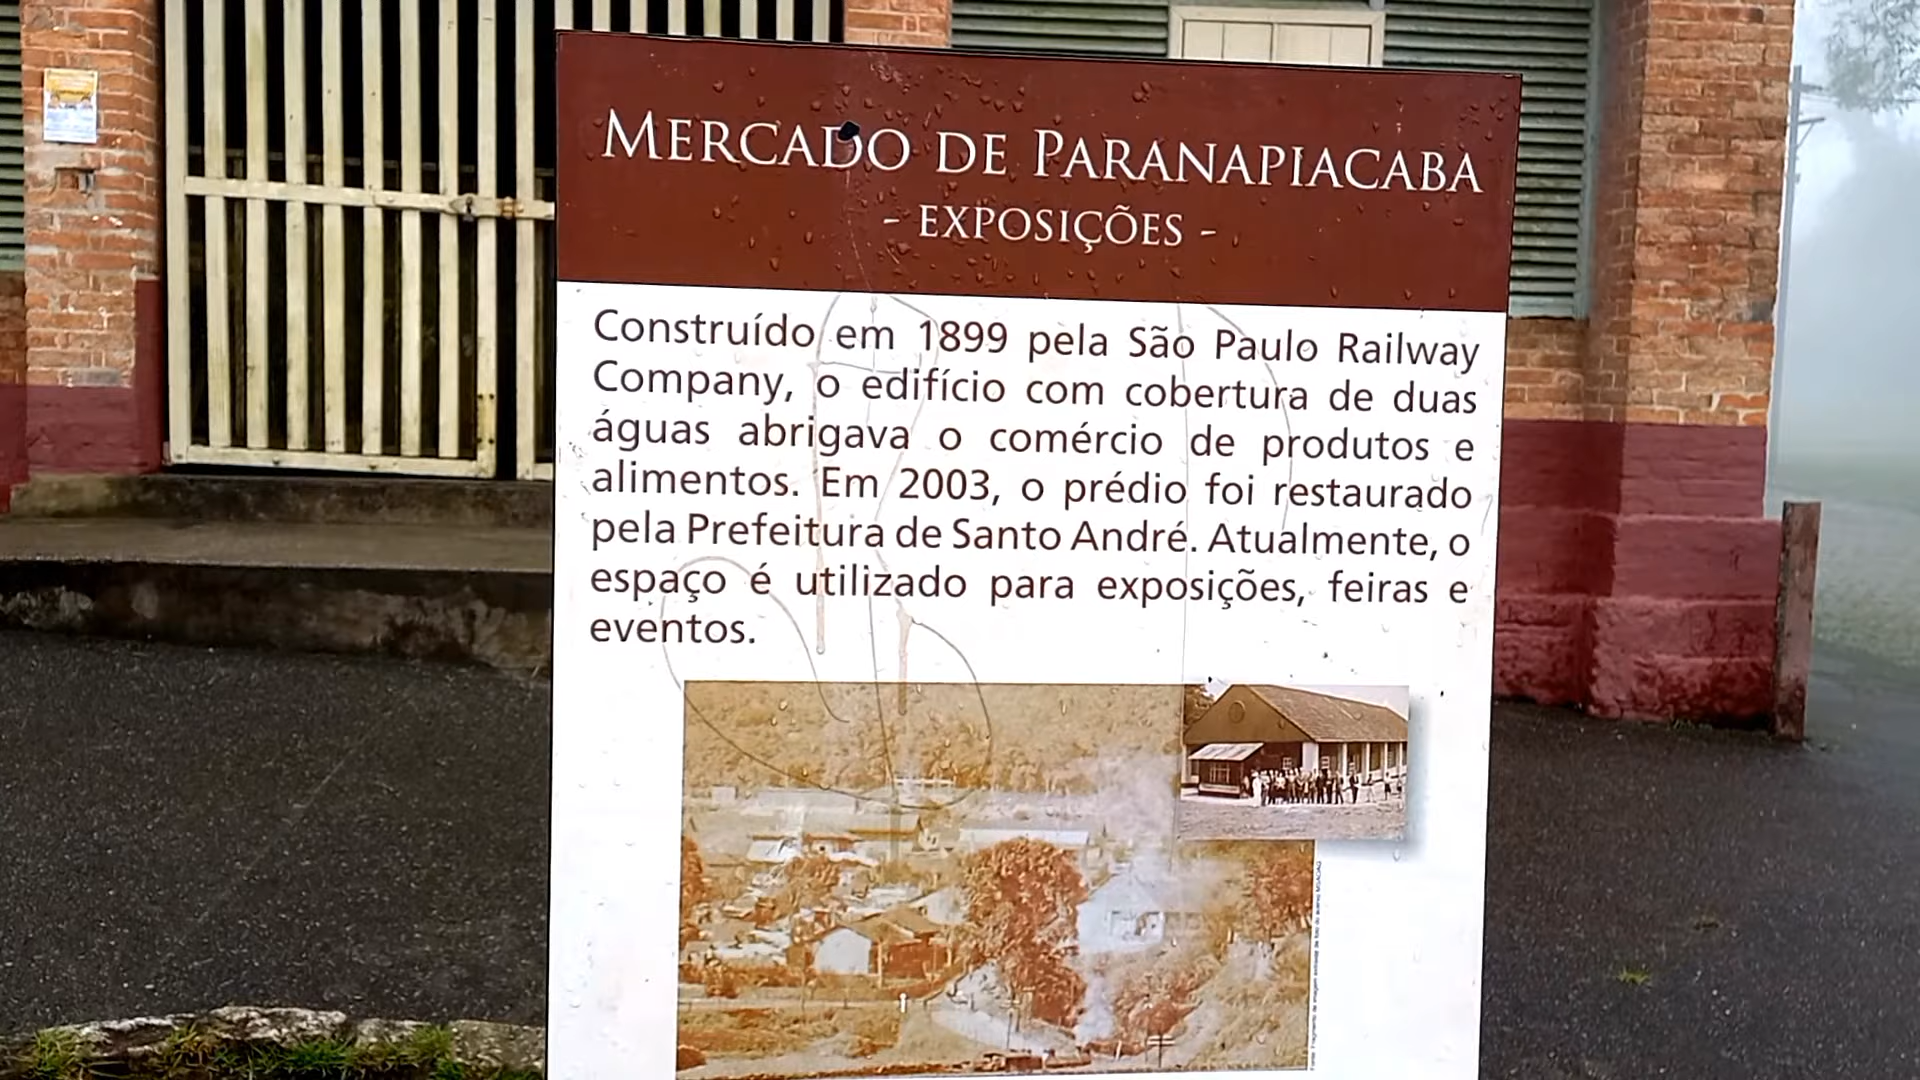 MERCADO DE PARANAPIACABA
- EXPOSIÇÕES -
Construído em 1899 pela São Paulo Railway
Company, o edifício com cobertura de duas
águas abrigava o comércio de produtos e
alimentos. Em 2003, o prédio foi restaurado
pela Prefeitura de Santo André. Atualmente, o
espaço é utilizado para exposições, feiras e
eventos.